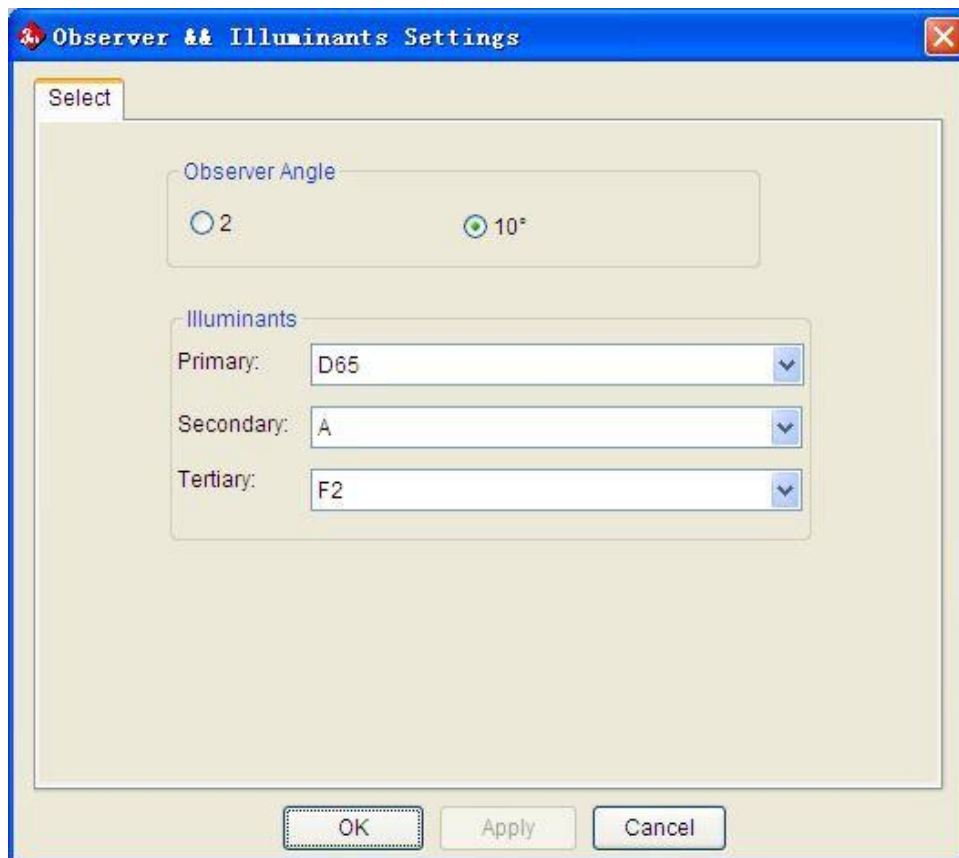 Observer && Illuminants Settings
Select
Observer Angle
2 10°
Illuminants
Primary: D65
Secondary: A
Tertiary: F2
OK Apply Cancel